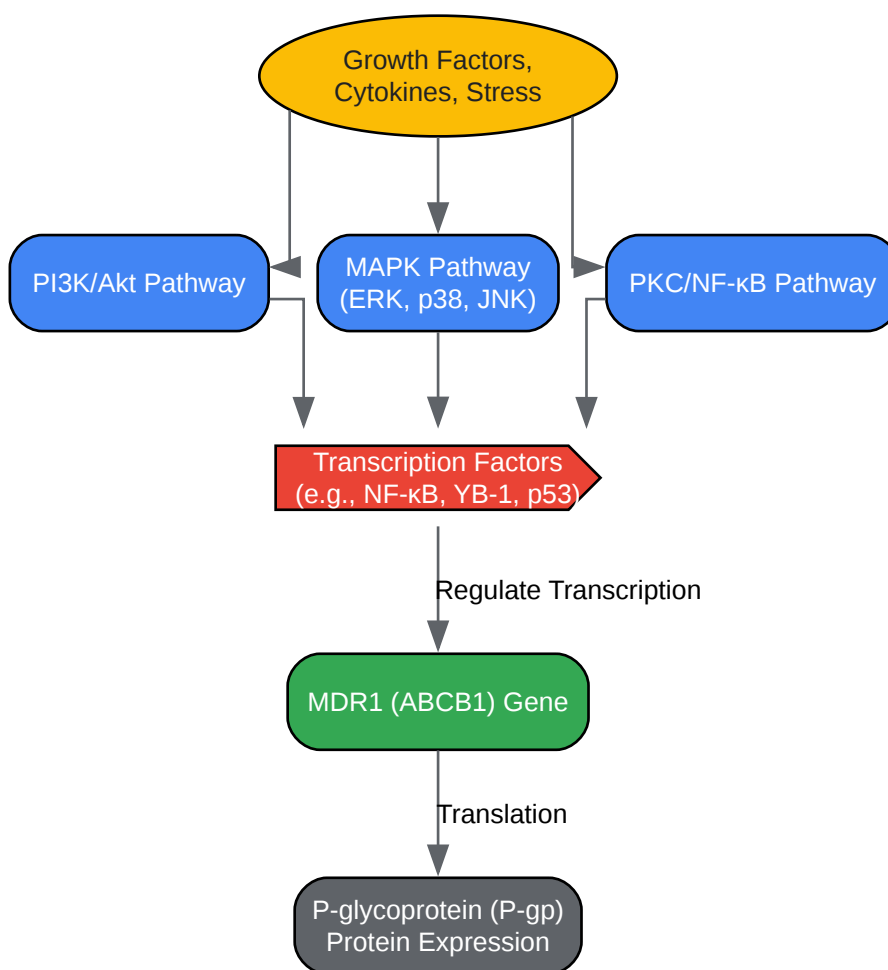 Growth Factors,
Cytokines, Stress
PI3K/Akt Pathway
MAPK Pathway
(ERK, p38, JNK)
PKC/NF-κB Pathway
Transcription Factors
(e.g., NF-κB, YB-1, p53)
Regulate Transcription
MDR1 (ABCB1) Gene
Translation
P-glycoprotein (P-gp)
Protein Expression